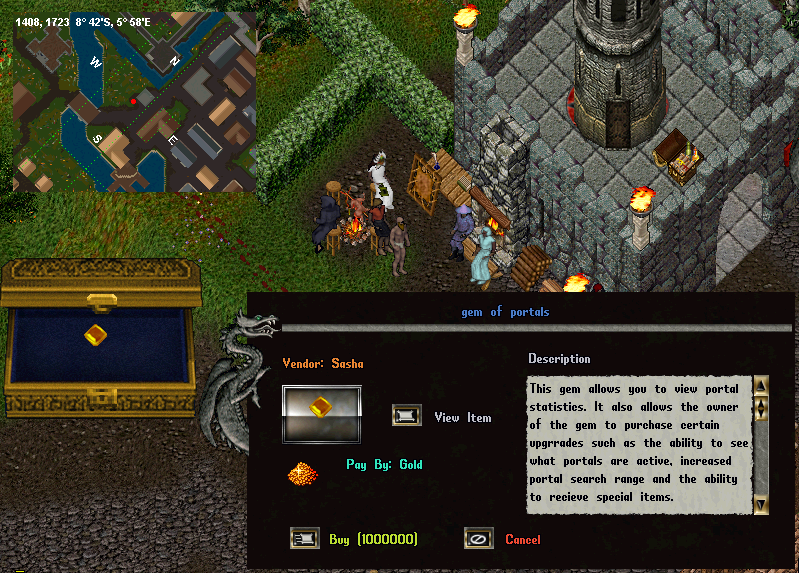 1408, 1723 8° 42'S, 5° 58'E
W
N
S
E
gem of portals
Vendor: Sasha
Description
This gem allows you to view portal
statistics. It also allows the owner
of the gem to purchase certain
upgrrades such as the ability to see
what portals are active, increased
portal search range and the ability
to recieve special items.
View Item
Pay By: Gold
Buy (1000000)
Cancel